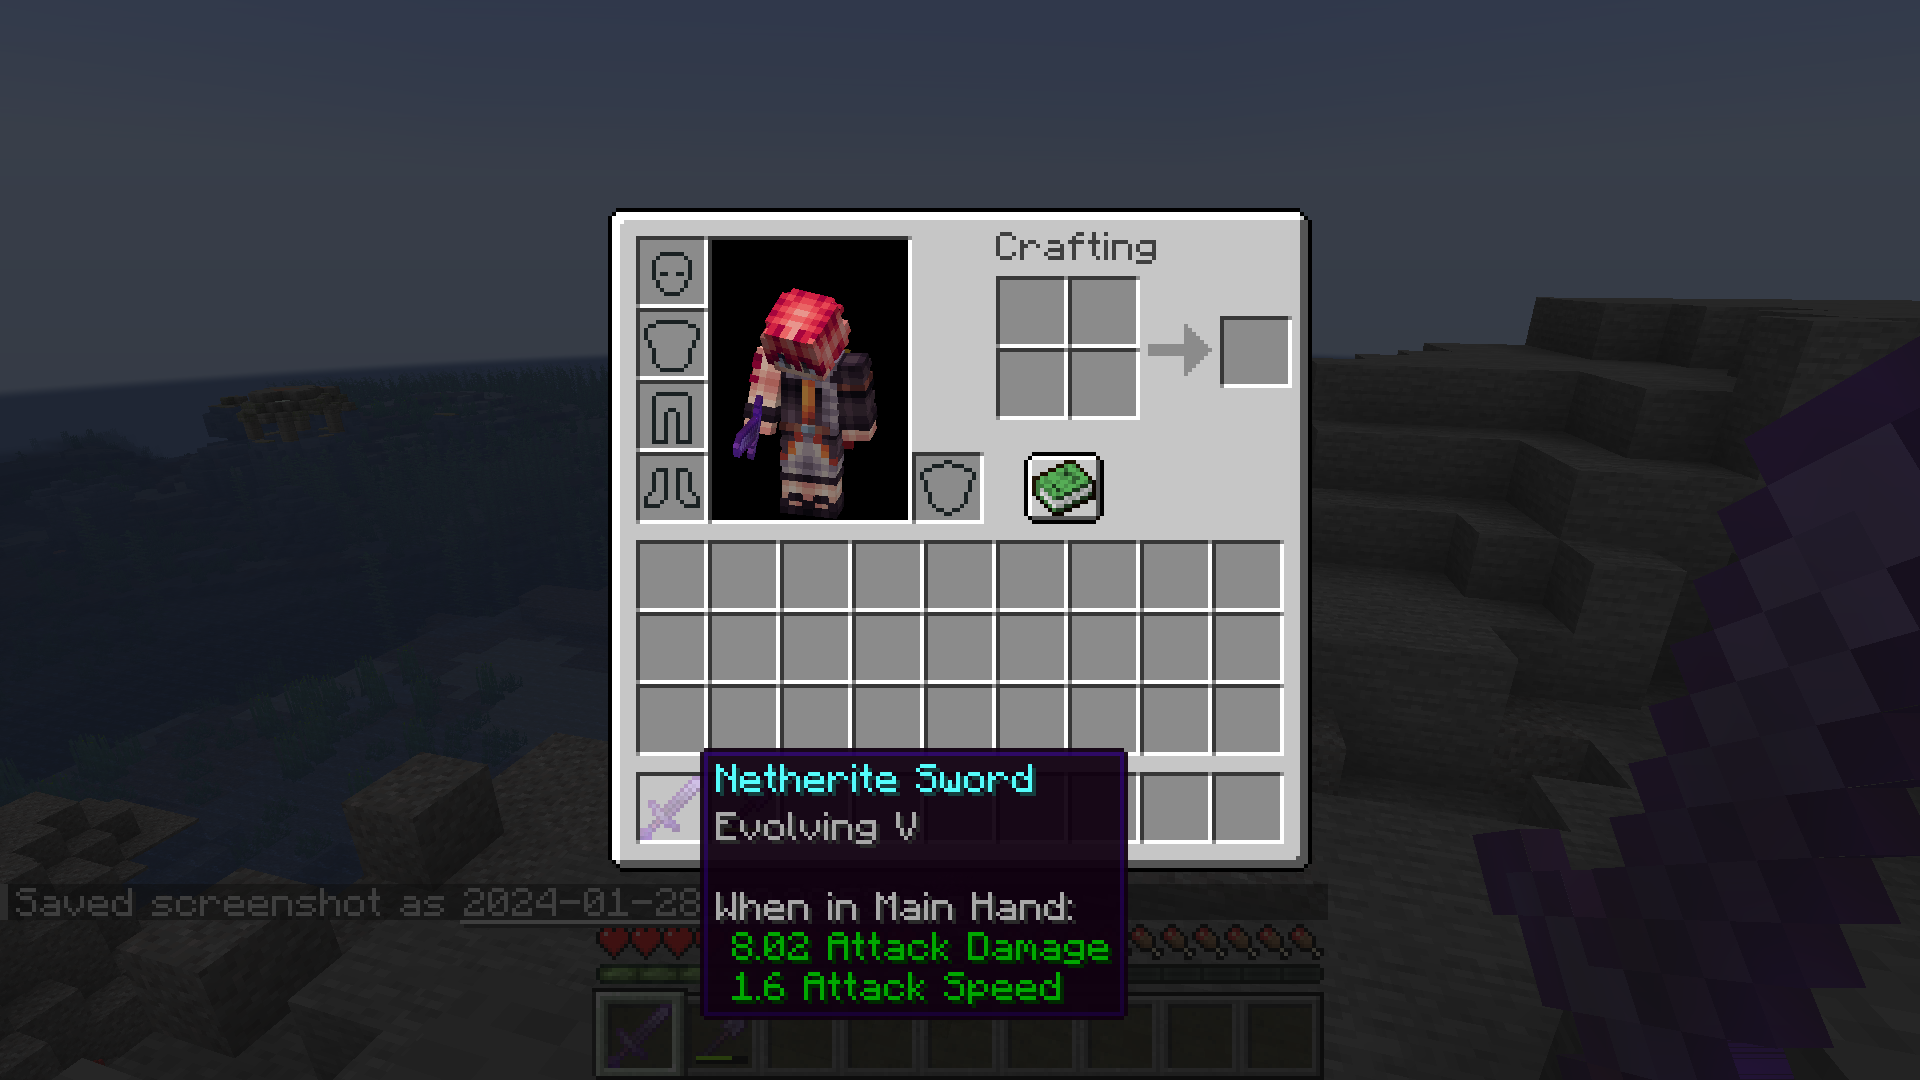 Crafting
Netherite Sword
Evolving V
When in Main Hand:
8.02 Attack Damage
1.6 Attack Speed
Saved screenshot as 2024-01-28